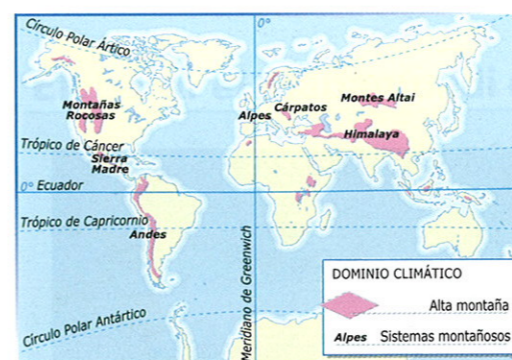 Círculo Polar Ártico
0°
Montañas
Rocosas
Alpes
Cárpatos
Montes Altai
Himalaya
Trópico de Cáncer
Sierra
Madre
0° Ecuador
Trópico de Capricornio
Andes
Meridiano de Greenwich
Círculo Polar Antártico
DOMINIO CLIMÁTICO
Alta montaña
Alpes Sistemas montañosos